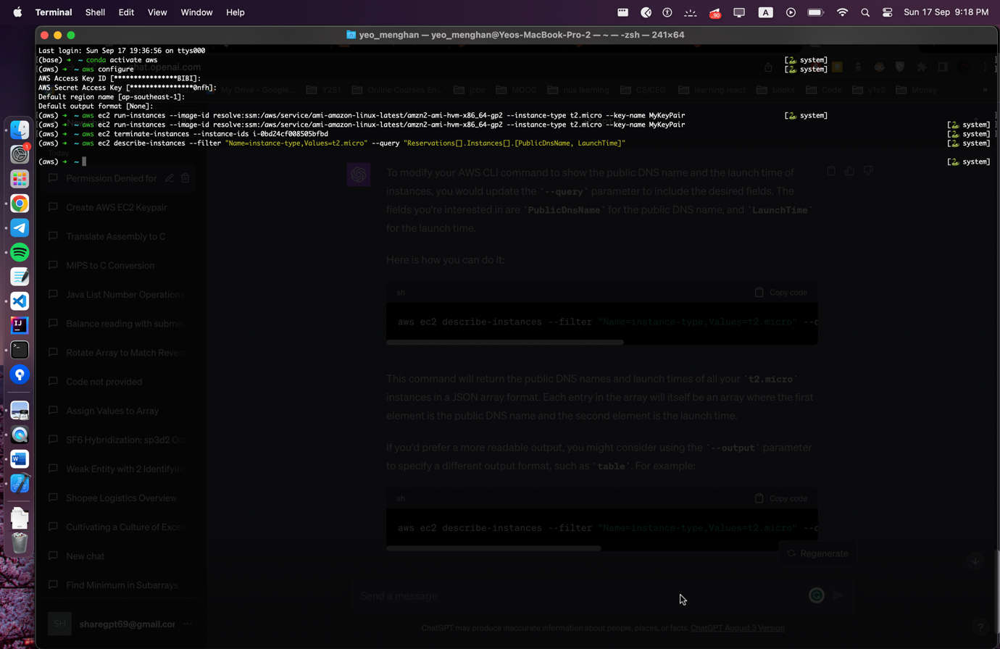 Terminal Shell Edit View Window Help
90
A
Sun 17 Sep 9:18 PM
yeo_menghan — yeo_menghan@Yeos-MacBook-Pro-2 — ~ — -zsh — 241×64
Last login: Sun Sep 17 19:36:56 on ttys000
(base) ➜ ~ conda activate aws [🐍 system]
(aws) ➜ ~ aws configure [🐍 system]
AWS Access Key ID [****************BIBI]:
AWS Secret Access Key [****************0nfh]:
Default region name [ap-southeast-1]:
Default output format [None]:
(aws) ➜ ~ aws ec2 run-instances --image-id resolve:ssm:/aws/service/ami-amazon-linux-latest/amzn2-ami-hvm-x86_64-gp2 --instance-type t2.micro --key-name MyKeyPair [🐍 system]
(aws) ➜ ~ aws ec2 run-instances --image-id resolve:ssm:/aws/service/ami-amazon-linux-latest/amzn2-ami-hvm-x86_64-gp2 --instance-type t2.micro --key-name MyKeyPair [🐍 system]
(aws) ➜ ~ aws ec2 terminate-instances --instance-ids i-0bd24cf008505bfbd [🐍 system]
(aws) ➜ ~ aws ec2 describe-instances --filter "Name=instance-type,Values=t2.micro" --query "Reservations[].Instances[].[PublicDnsName, LaunchTime]" [🐍 system]
(aws) ➜ ~ [🐍 system]
hat.openai.com
My Drive - Google... Y2S1 Online Courses En... jobs MOOC nus learning CS/CEG learning react books Code y1s2 Money »
Today
Permission Denied for
Create AWS EC2 Keypair
Translate Assembly to C
MIPS to C Conversion
Java List Number Operations
Balance reading with subme
Rotate Array to Match Rever
Code not provided
Assign Values to Array
SF6 Hybridization: sp3d2 Oc
Weak Entity with 2 Identifying
Shopee Logistics Overview
Cultivating a Culture of Excel
New chat
Find Minimum in Subarrays
SH sharegpt69@gmail.cor ...
To modify your AWS CLI command to show the public DNS name and the launch time of
instances, you would update the `--query` parameter to include the desired fields. The
fields you're interested in are `PublicDnsName` for the public DNS name, and `LaunchTime`
for the launch time.
Here is how you can do it:
sh Copy code
aws ec2 describe-instances --filter "Name=instance-type,Values=t2.micro" --q
This command will return the public DNS names and launch times of all your `t2.micro`
instances in a JSON array format. Each entry in the array will itself be an array where the first
element is the public DNS name and the second element is the launch time.
If you'd prefer a more readable output, you might consider using the `--output` parameter
to specify a different output format, such as `table`. For example:
sh Copy code
aws ec2 describe-instances --filter "Name=instance-type,Values=t2.micro" --q
Regenerate
Send a message
ChatGPT may produce inaccurate information about people, places, or facts. ChatGPT August 3 Version
?